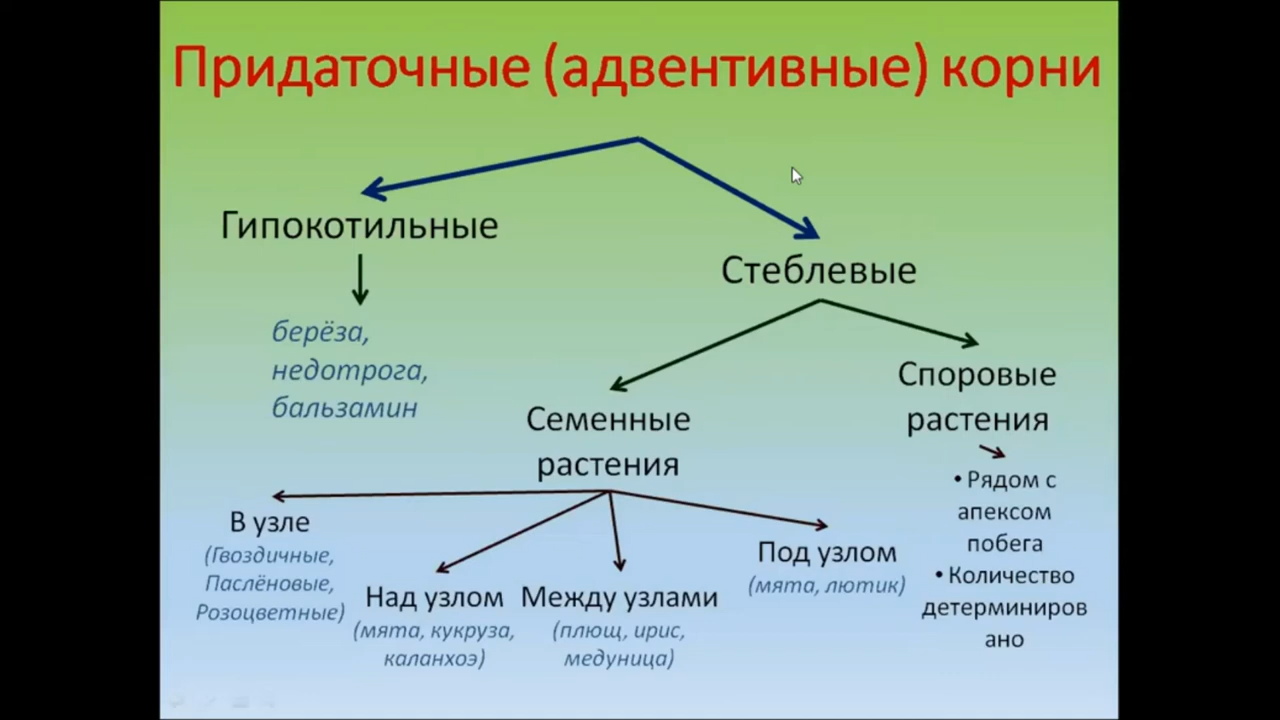 Придаточные (адвентивные) корни
Гипокотильные
берёза,
недотрога,
бальзамин
Стеблевые
Семенные
растения
Споровые
растения
• Рядом с
апексом
побега
• Количество
детерминиров
ано
В узле
(Гвоздичные,
Паслёновые,
Розоцветные)
Над узлом
(мята, кукруза,
каланхоэ)
Между узлами
(плющ, ирис,
медуница)
Под узлом
(мята, лютик)